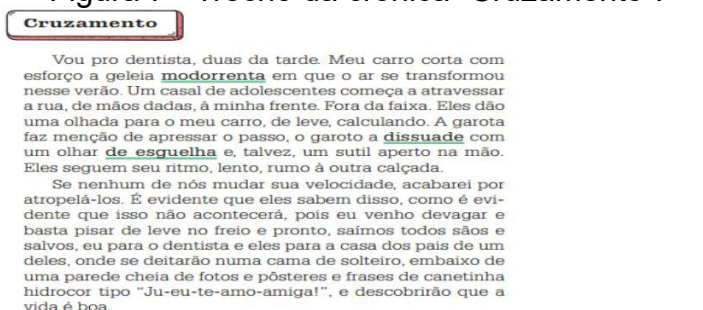 Cruzamento
Vou pro dentista, duas da tarde. Meu carro corta com
esforço a geleia modorrenta em que o ar se transformou
nesse verão. Um casal de adolescentes começa a atravessar
a rua, de mãos dadas, à minha frente. Fora da faixa. Eles dão
uma olhada para o meu carro, de leve, calculando. A garota
faz menção de apressar o passo, o garoto a dissuade com
um olhar de esguelha e, talvez, um sutil aperto na mão.
Eles seguem seu ritmo, lento, rumo à outra calçada.
Se nenhum de nós mudar sua velocidade, acabarei por
atropelá-los. É evidente que eles sabem disso, como é evi-
dente que isso não acontecerá, pois eu venho devagar e
basta pisar de leve no freio e pronto, saímos todos sãos e
salvos, eu para o dentista e eles para a casa dos pais de um
deles, onde se deitarão numa cama de solteiro, embaixo de
uma parede cheia de fotos e pôsteres e frases de canetinha
hidrocor tipo "Ju-eu-te-amo-amiga!", e descobrirão que a
vida é boa.